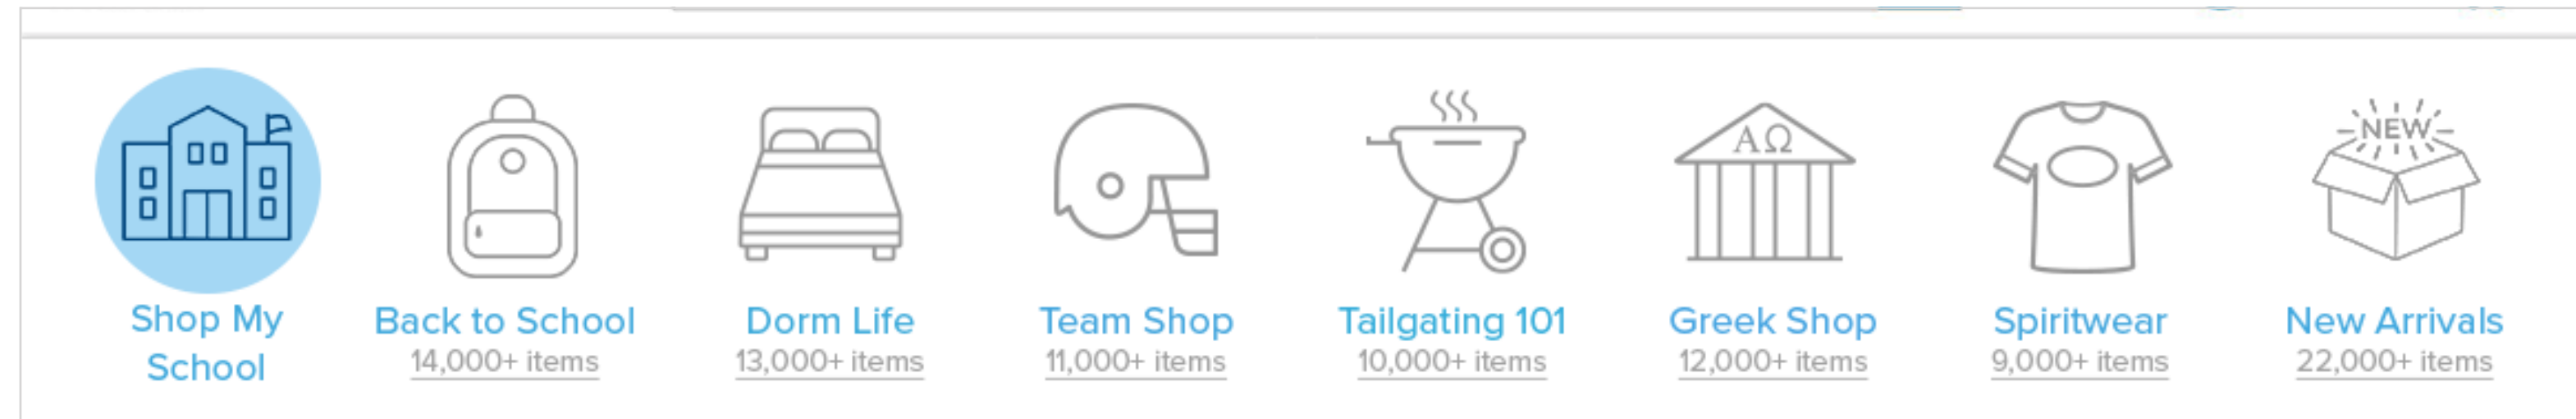 ΑΩ
NEW
Shop My
School
Back to School
14,000+ items
Dorm Life
13,000+ items
Team Shop
11,000+ items
Tailgating 101
10,000+ items
Greek Shop
12,000+ items
Spiritwear
9,000+ items
New Arrivals
22,000+ items